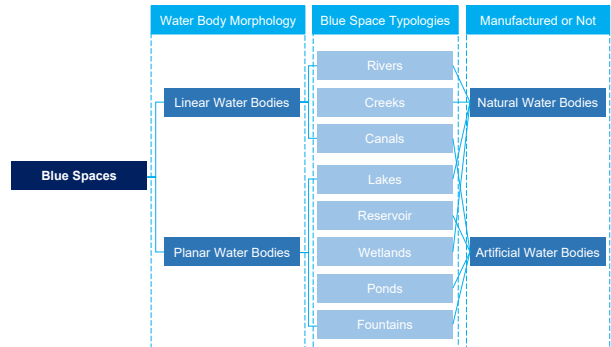 Water Body Morphology
Blue Space Typologies
Manufactured or Not
Rivers
Linear Water Bodies
Creeks
Natural Water Bodies
Canals
Blue Spaces
Lakes
Reservoir
Planar Water Bodies
Wetlands
Artificial Water Bodies
Ponds
Fountains